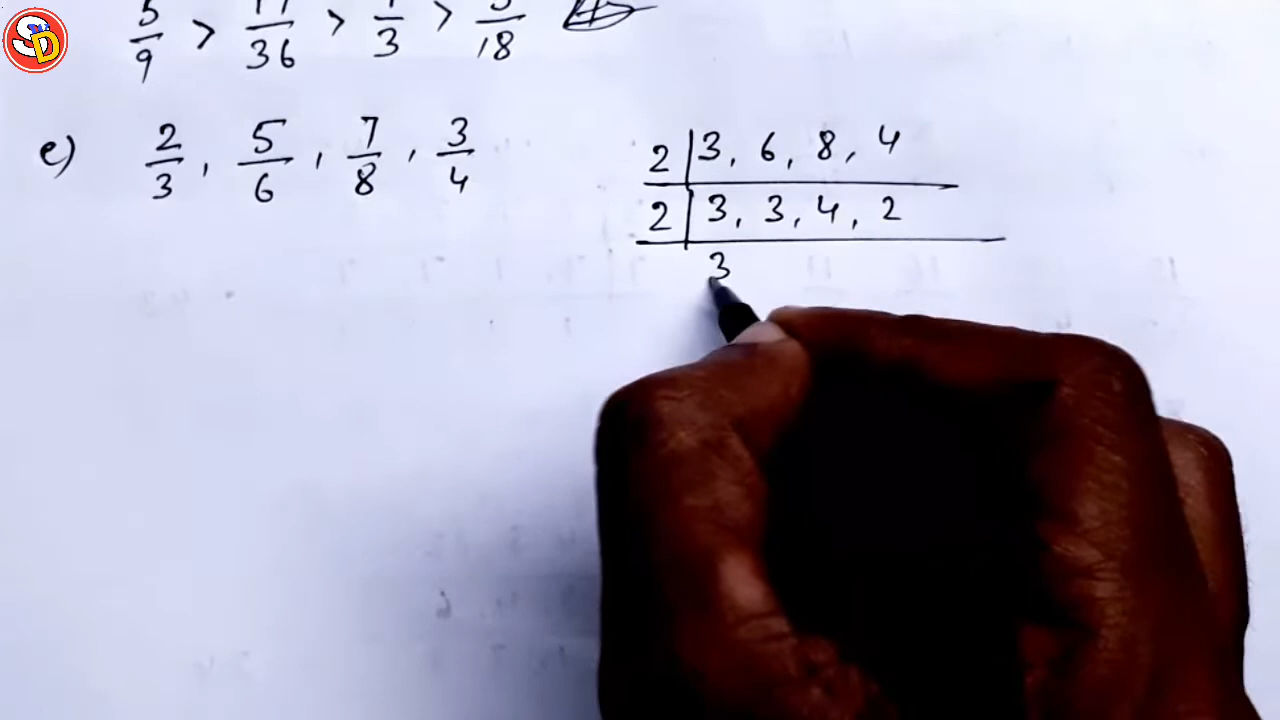 SD
5/9 > 11/36 > 1/3 > 5/18
e) 2/3, 5/6, 7/8, 3/4
2 | 3, 6, 8, 4
2 | 3, 3, 4, 2
3